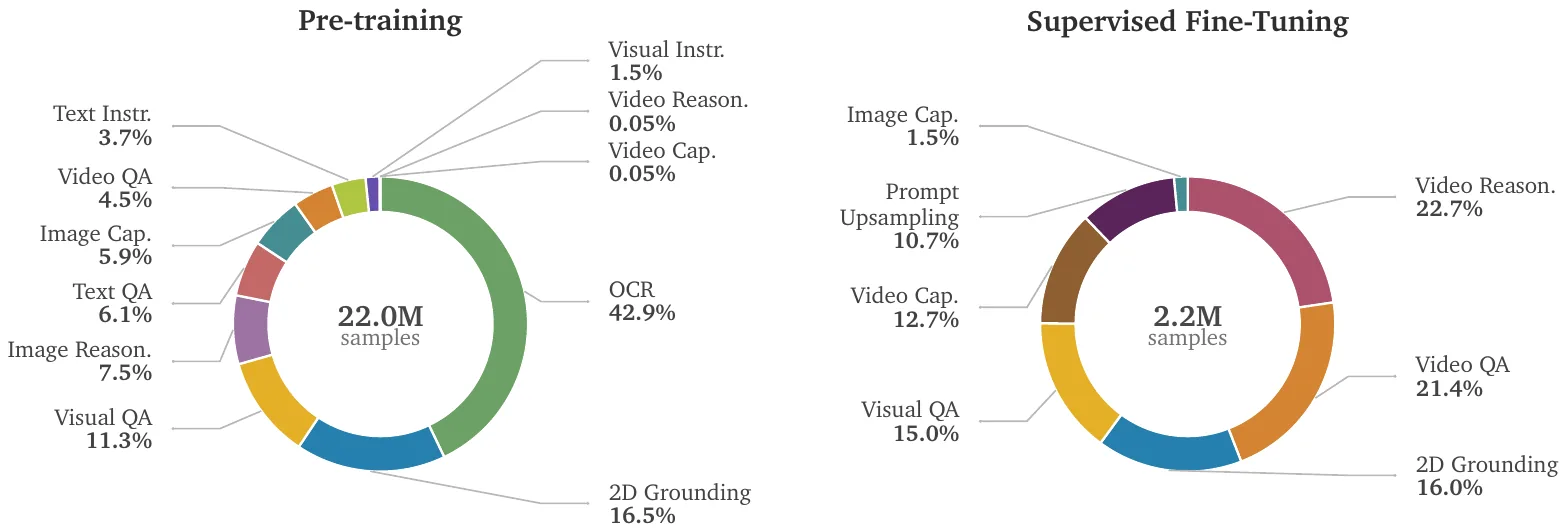 Pre-training
Visual Instr.
1.5%
Video Reason.
0.05%
Video Cap.
0.05%
Text Instr.
3.7%
Video QA
4.5%
Image Cap.
5.9%
Text QA
6.1%
Image Reason.
7.5%
Visual QA
11.3%
22.0M
samples
OCR
42.9%
2D Grounding
16.5%
Supervised Fine-Tuning
Image Cap.
1.5%
Prompt
Upsampling
10.7%
Video Cap.
12.7%
Visual QA
15.0%
2.2M
samples
Video Reason.
22.7%
Video QA
21.4%
2D Grounding
16.0%